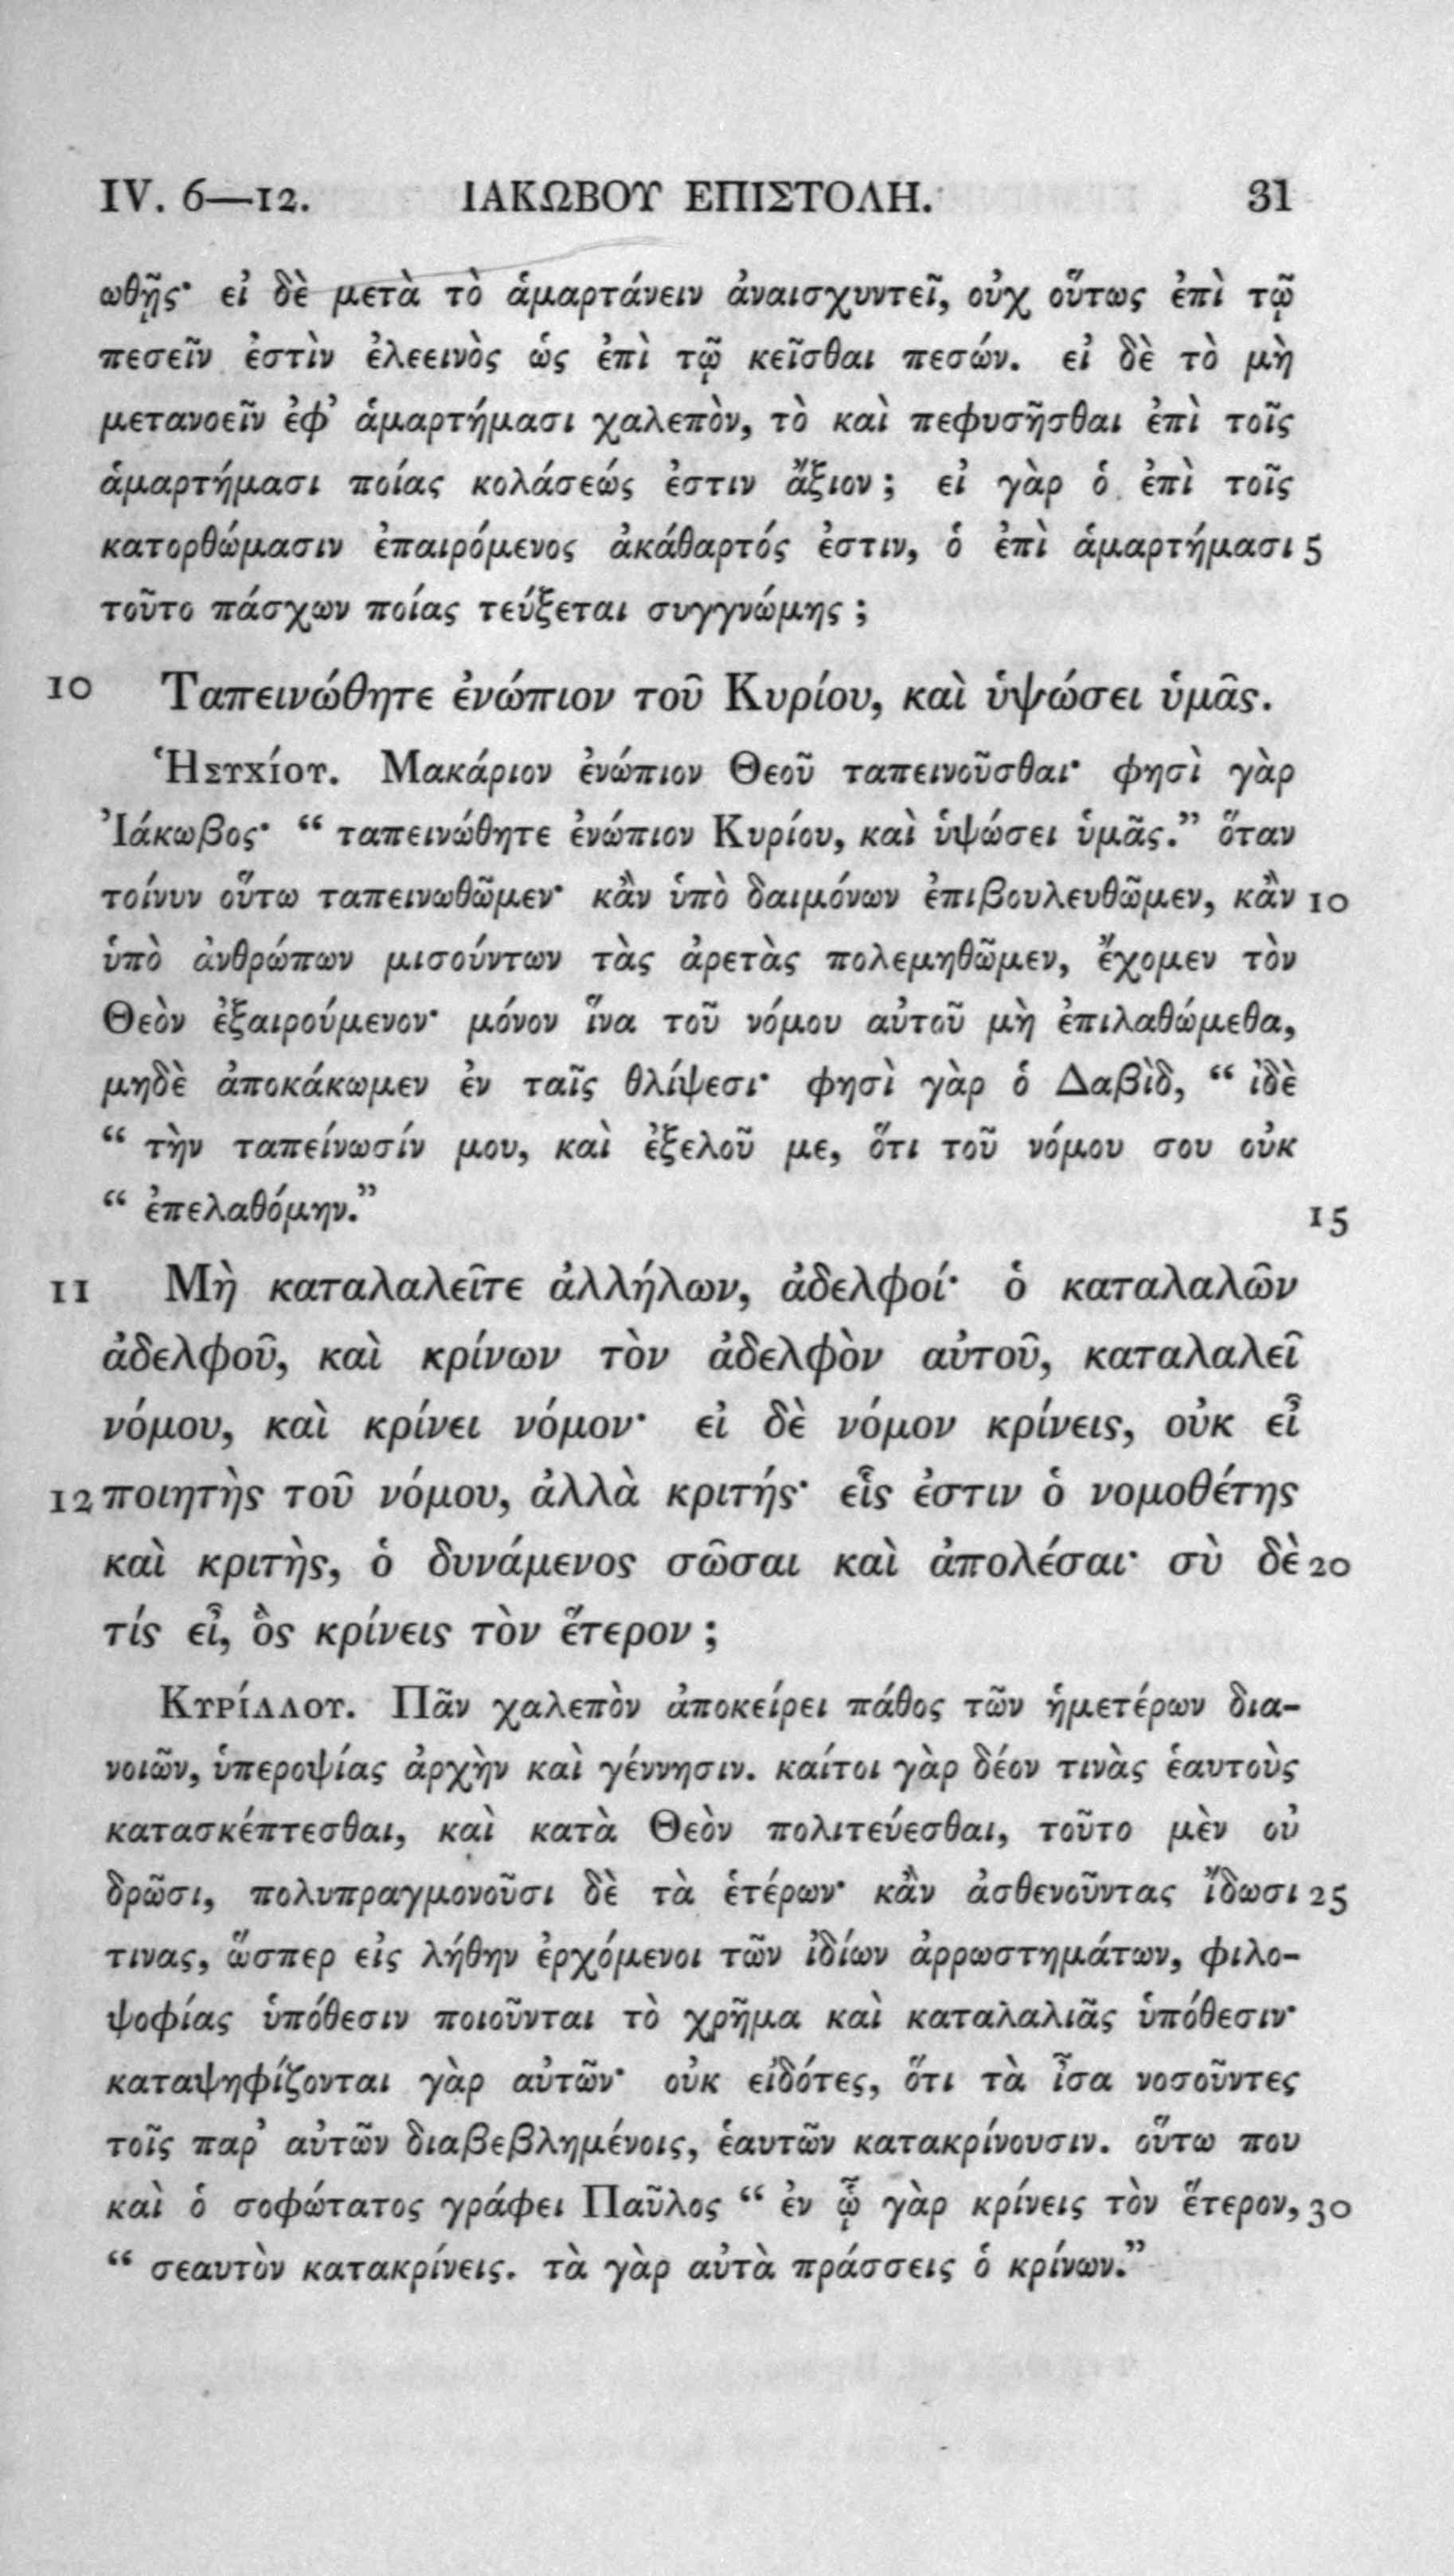 IV. 6—12. ΙΑΚΩΒΟΥ ΕΠΙΣΤΟΛΗ. 31
ωθῇς· εἰ δὲ μετὰ τὸ ἁμαρτάνειν ἀναισχυντεῖ, οὐχ οὕτως ἐπὶ τῷ
πεσεῖν ἐστὶν ἐλεεινὸς ὡς ἐπὶ τῷ κεῖσθαι πεσών. εἰ δὲ τὸ μὴ
μετανοεῖν ἐφ’ ἁμαρτήμασι χαλεπὸν, τὸ καὶ πεφυσῆσθαι ἐπὶ τοῖς
ἁμαρτήμασι ποίας κολάσεώς ἐστιν ἄξιον; εἰ γὰρ ὁ ἐπὶ τοῖς
κατορθώμασιν ἐπαιρόμενος ἀκάθαρτός ἐστιν, ὁ ἐπὶ ἁμαρτήμασι 5
τοῦτο πάσχων ποίας τεύξεται συγγνώμης;
10 Ταπεινώθητε ἐνώπιον τοῦ Κυρίου, καὶ ὑψώσει ὑμᾶς.
Ἡσυχίου. Μακάριον ἐνώπιον Θεοῦ ταπεινοῦσθαι· φησὶ γὰρ
Ἰάκωβος· “ ταπεινώθητε ἐνώπιον Κυρίου, καὶ ὑψώσει ὑμᾶς.” ὅταν
τοίνυν οὕτω ταπεινωθῶμεν· κἂν ὑπὸ δαιμόνων ἐπιβουλευθῶμεν, κἂν 10
ὑπὸ ἀνθρώπων μισούντων τὰς ἀρετὰς πολεμηθῶμεν, ἔχομεν τὸν
Θεὸν ἐξαιρούμενον· μόνον ἵνα τοῦ νόμου αὐτοῦ μὴ ἐπιλαθώμεθα,
μηδὲ ἀποκάκωμεν ἐν ταῖς θλίψεσι· φησὶ γὰρ ὁ Δαβὶδ, “ ἰδὲ
“ τὴν ταπείνωσίν μου, καὶ ἐξελοῦ με, ὅτι τοῦ νόμου σου οὐκ
“ ἐπελαθόμην.” 15
11 Μὴ καταλαλεῖτε ἀλλήλων, ἀδελφοί· ὁ καταλαλῶν
ἀδελφοῦ, καὶ κρίνων τὸν ἀδελφὸν αὐτοῦ, καταλαλεῖ
νόμου, καὶ κρίνει νόμον· εἰ δὲ νόμον κρίνεις, οὐκ εἶ
12 ποιητὴς τοῦ νόμου, ἀλλὰ κριτής· εἷς ἐστιν ὁ νομοθέτης
καὶ κριτὴς, ὁ δυνάμενος σῶσαι καὶ ἀπολέσαι· σὺ δὲ 20
τίς εἶ, ὃς κρίνεις τὸν ἕτερον;
Κυρίλλου. Πᾶν χαλεπὸν ἀποκείρει πάθος τῶν ἡμετέρων δια-
νοιῶν, ὑπεροψίας ἀρχὴν καὶ γέννησιν. καίτοι γὰρ δέον τινὰς ἑαυτοὺς
κατασκέπτεσθαι, καὶ κατὰ Θεὸν πολιτεύεσθαι, τοῦτο μὲν οὐ
δρῶσι, πολυπραγμονοῦσι δὲ τὰ ἑτέρων· κἂν ἀσθενοῦντας ἴδωσι 25
τινας, ὥσπερ εἰς λήθην ἐρχόμενοι τῶν ἰδίων ἀρρωστημάτων, φιλο-
ψοφίας ὑπόθεσιν ποιοῦνται τὸ χρῆμα καὶ καταλαλιᾶς ὑπόθεσιν·
καταψηφίζονται γὰρ αὐτῶν· οὐκ εἰδότες, ὅτι τὰ ἶσα νοσοῦντες
τοῖς παρ’ αὐτῶν διαβεβλημένοις, ἑαυτῶν κατακρίνουσιν. οὕτω που
καὶ ὁ σοφώτατος γράφει Παῦλος “ ἐν ᾧ γὰρ κρίνεις τὸν ἕτερον, 30
“ σεαυτὸν κατακρίνεις. τὰ γὰρ αὐτὰ πράσσεις ὁ κρίνων.”